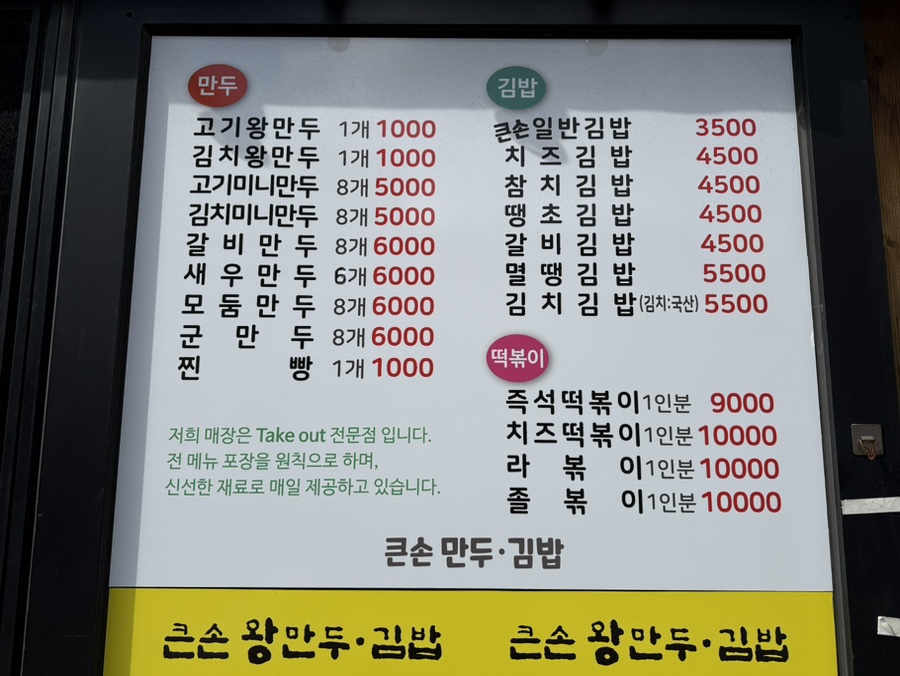 만두
고기왕만두 1개 1000
김치왕만두 1개 1000
고기미니만두 8개 5000
김치미니만두 8개 5000
갈비만두 8개 6000
새우만두 6개 6000
모둠만두 8개 6000
군만두 8개 6000
찐빵 1개 1000
저희 매장은 Take out 전문점 입니다.
전 메뉴 포장을 원칙으로 하며,
신선한 재료로 매일 제공하고 있습니다.
김밥
큰손일반김밥 3500
치즈김밥 4500
참치김밥 4500
땡초김밥 4500
갈비김밥 4500
멸땡김밥 5500
김치김밥(김치:국산) 5500
떡볶이
즉석떡볶이 1인분 9000
치즈떡볶이 1인분 10000
라볶이 1인분 10000
졸볶이 1인분 10000
큰손 만두·김밥
큰손 왕만두·김밥 큰손 왕만두·김밥